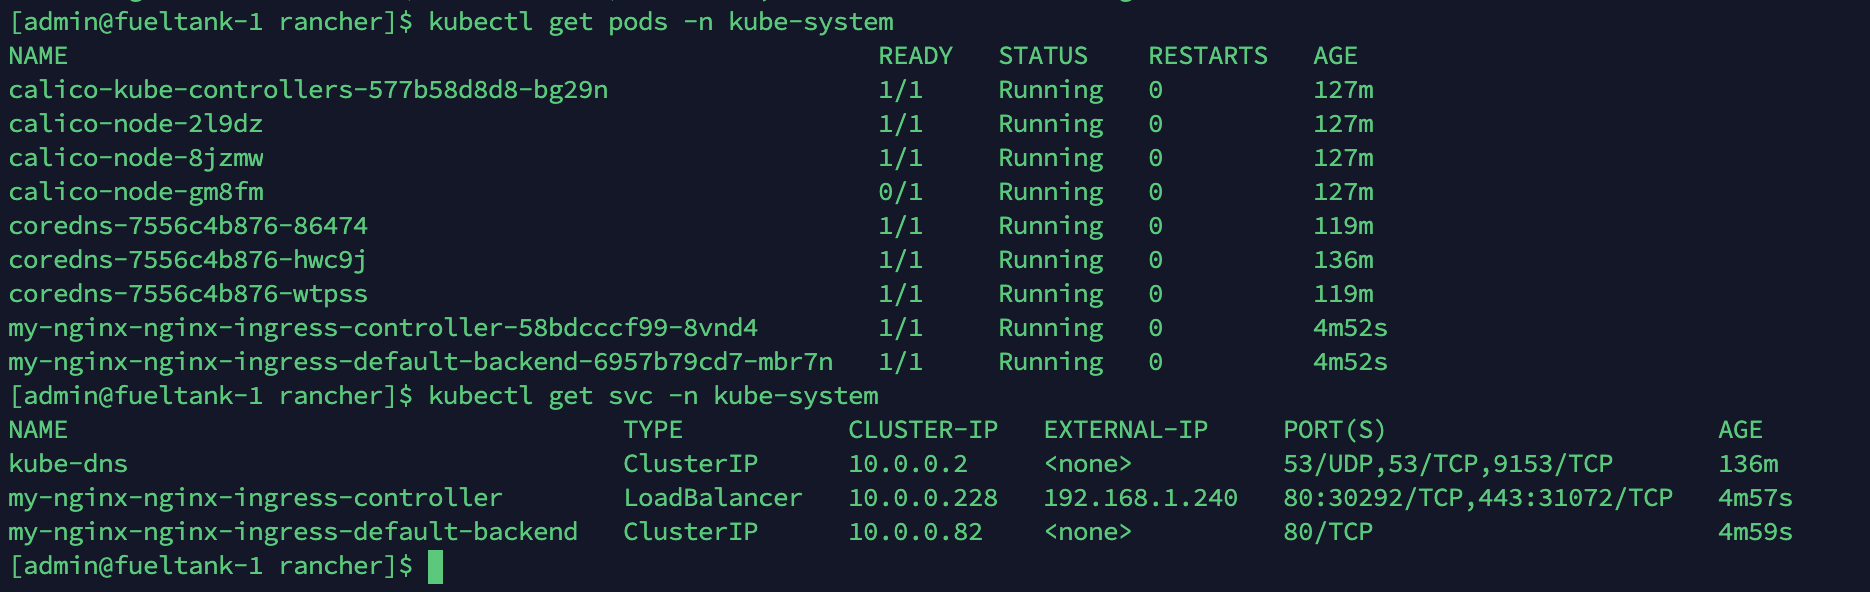 [admin@fueltank-1 rancher]$ kubectl get pods -n kube-system
NAME READY STATUS RESTARTS AGE
calico-kube-controllers-577b58d8d8-bg29n 1/1 Running 0 127m
calico-node-2l9dz 1/1 Running 0 127m
calico-node-8jzmw 1/1 Running 0 127m
calico-node-gm8fm 0/1 Running 0 127m
coredns-7556c4b876-86474 1/1 Running 0 119m
coredns-7556c4b876-hwc9j 1/1 Running 0 136m
coredns-7556c4b876-wtpss 1/1 Running 0 119m
my-nginx-nginx-ingress-controller-58bdcccf99-8vnd4 1/1 Running 0 4m52s
my-nginx-nginx-ingress-default-backend-6957b79cd7-mbr7n 1/1 Running 0 4m52s
[admin@fueltank-1 rancher]$ kubectl get svc -n kube-system
NAME TYPE CLUSTER-IP EXTERNAL-IP PORT(S) AGE
kube-dns ClusterIP 10.0.0.2 <none> 53/UDP,53/TCP,9153/TCP 136m
my-nginx-nginx-ingress-controller LoadBalancer 10.0.0.228 192.168.1.240 80:30292/TCP,443:31072/TCP 4m57s
my-nginx-nginx-ingress-default-backend ClusterIP 10.0.0.82 <none> 80/TCP 4m59s
[admin@fueltank-1 rancher]$